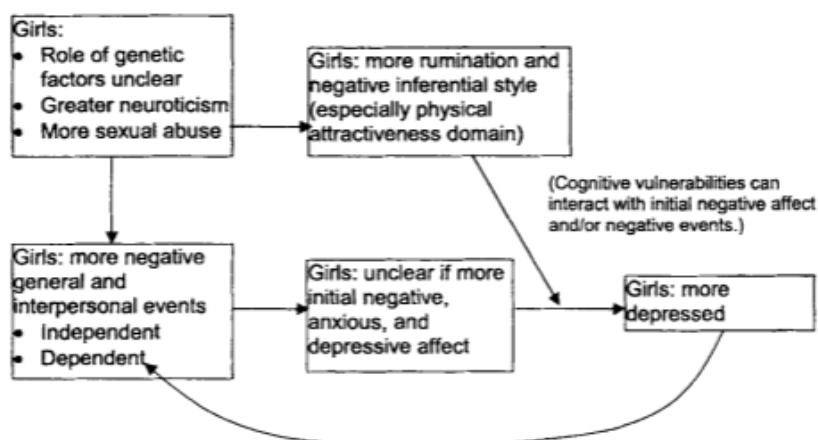 Girls:
• Role of genetic
factors unclear
• Greater neuroticism
• More sexual abuse
Girls: more rumination and
negative inferential style
(especially physical
attractiveness domain)
(Cognitive vulnerabilities can
interact with initial negative affect
and/or negative events.)
Girls: more negative
general and
interpersonal events
• Independent
• Dependent
Girls: unclear if more
initial negative,
anxious, and
depressive affect
Girls: more
depressed